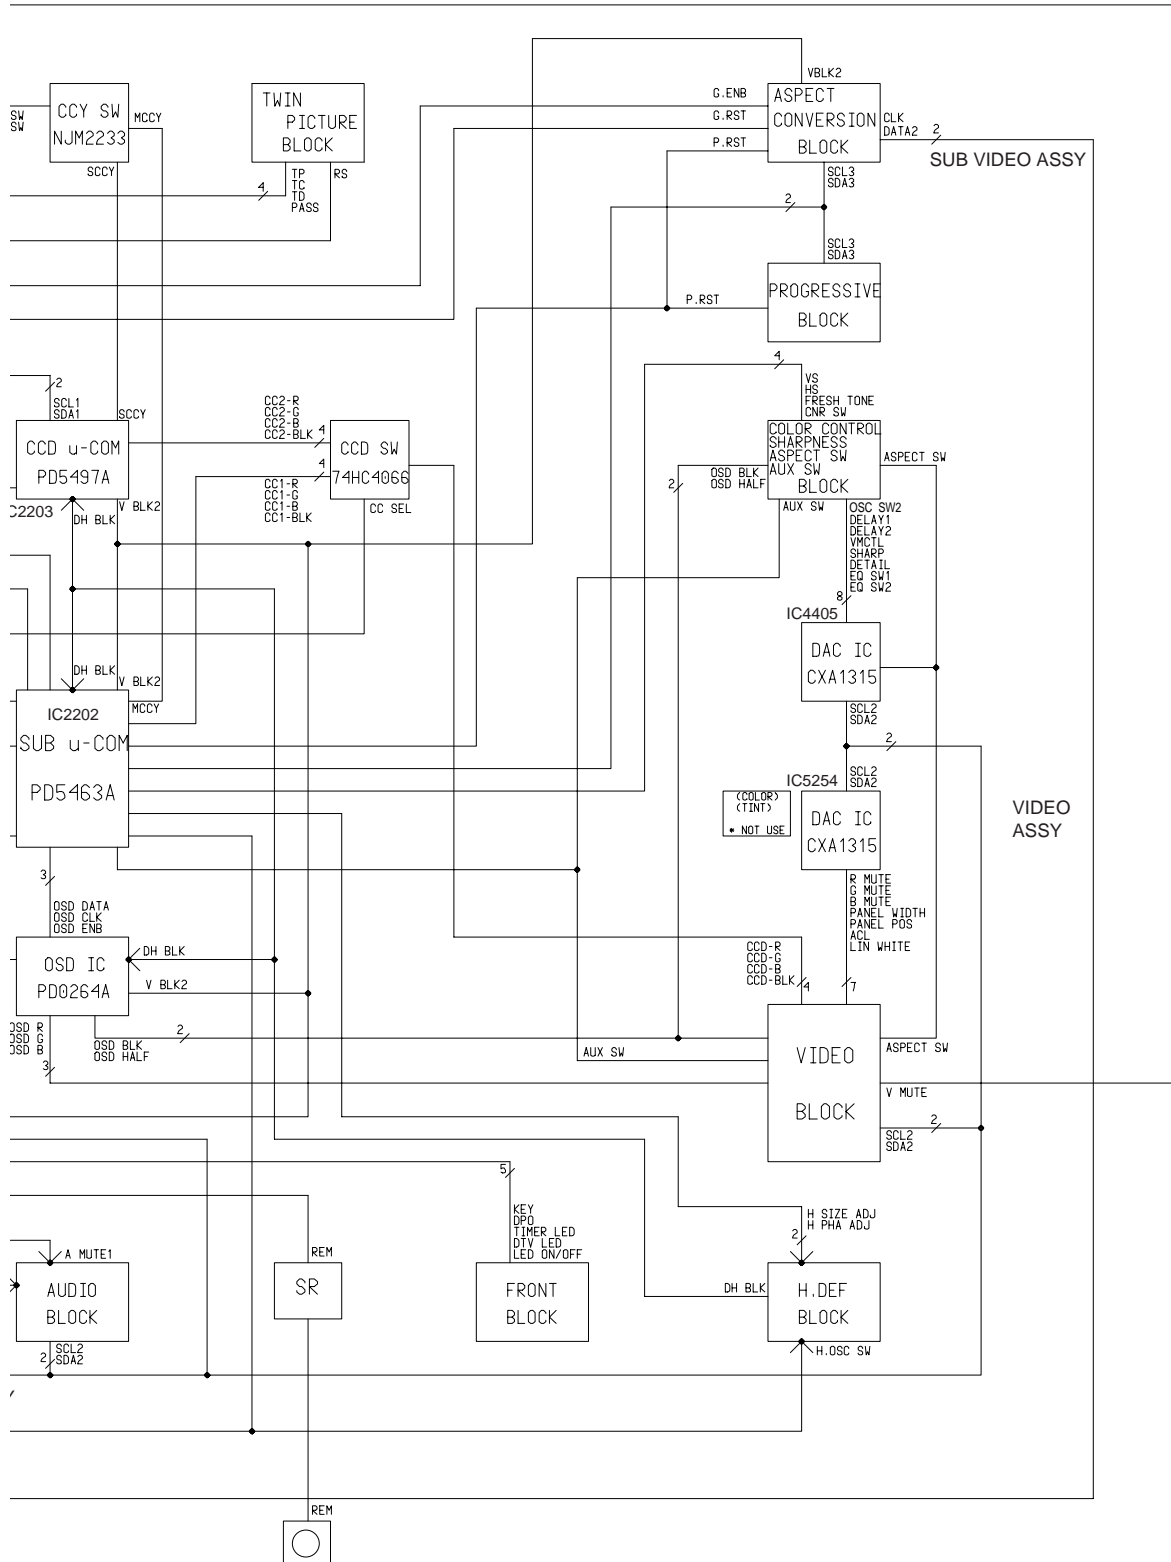 VBLK2
G.ENB
G.RST
P.RST
ASPECT
CONVERSION
BLOCK
CLK
DATA2
2
SUB VIDEO ASSY
SW
SW
CCY SW
NJM2233
MCCY
SCCY
TWIN
PICTURE
BLOCK
4
TP
TC
TD
PASS
RS
SCL3
SDA3
2
SCL3
SDA3
P.RST
PROGRESSIVE
BLOCK
4
VS
HS
FRESH TONE
CNR SW
2
SCL1
SDA1
SCCY
CCD u-COM
PD5497A
C2203
DH BLK
V BLK2
CC2-R
CC2-G
CC2-B
CC2-BLK
4
4
CC1-R
CC1-G
CC1-B
CC1-BLK
CCD SW
74HC4066
CC SEL
COLOR CONTROL
SHARPNESS
ASPECT SW
AUX SW
BLOCK
ASPECT SW
OSD BLK
OSD HALF
2
AUX SW
OSC SW2
DELAY1
DELAY2
VMCTL
SHARP
DETAIL
EQ SW1
EQ SW2
8
IC4405
DAC IC
CXA1315
SCL2
SDA2
2
SCL2
SDA2
DH BLK
V BLK2
MCCY
IC2202
SUB u-COM
PD5463A
IC5254
(COLOR)
(TINT)
* NOT USE
DAC IC
CXA1315
VIDEO
ASSY
R MUTE
G MUTE
B MUTE
PANEL WIDTH
PANEL POS
ACL
LIN WHITE
7
3
OSD DATA
OSD CLK
OSD ENB
OSD IC
PD0264A
DH BLK
V BLK2
CCD-R
CCD-G
CCD-B
CCD-BLK
4
OSD R
OSD G
OSD B
3
OSD BLK
OSD HALF
2
AUX SW
VIDEO
BLOCK
ASPECT SW
V MUTE
2
SCL2
SDA2
5
KEY
DPO
TIMER LED
DTV LED
LED ON/OFF
H SIZE ADJ
H PHA ADJ
2
A MUTE1
AUDIO
BLOCK
REM
SR
FRONT
BLOCK
DH BLK
H.DEF
BLOCK
H.OSC SW
2
SCL2
SDA2
REM